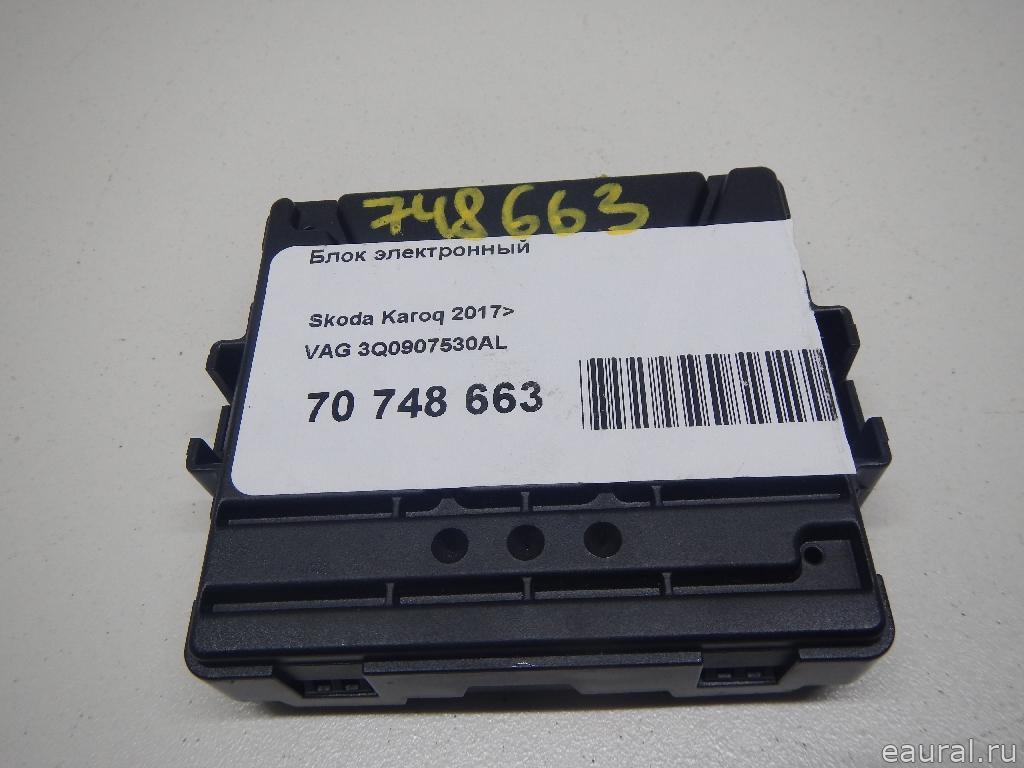 748663
Блок электронный
Skoda Karoq 2017>
VAG 3Q0907530AL
70 748 663
eaural.ru